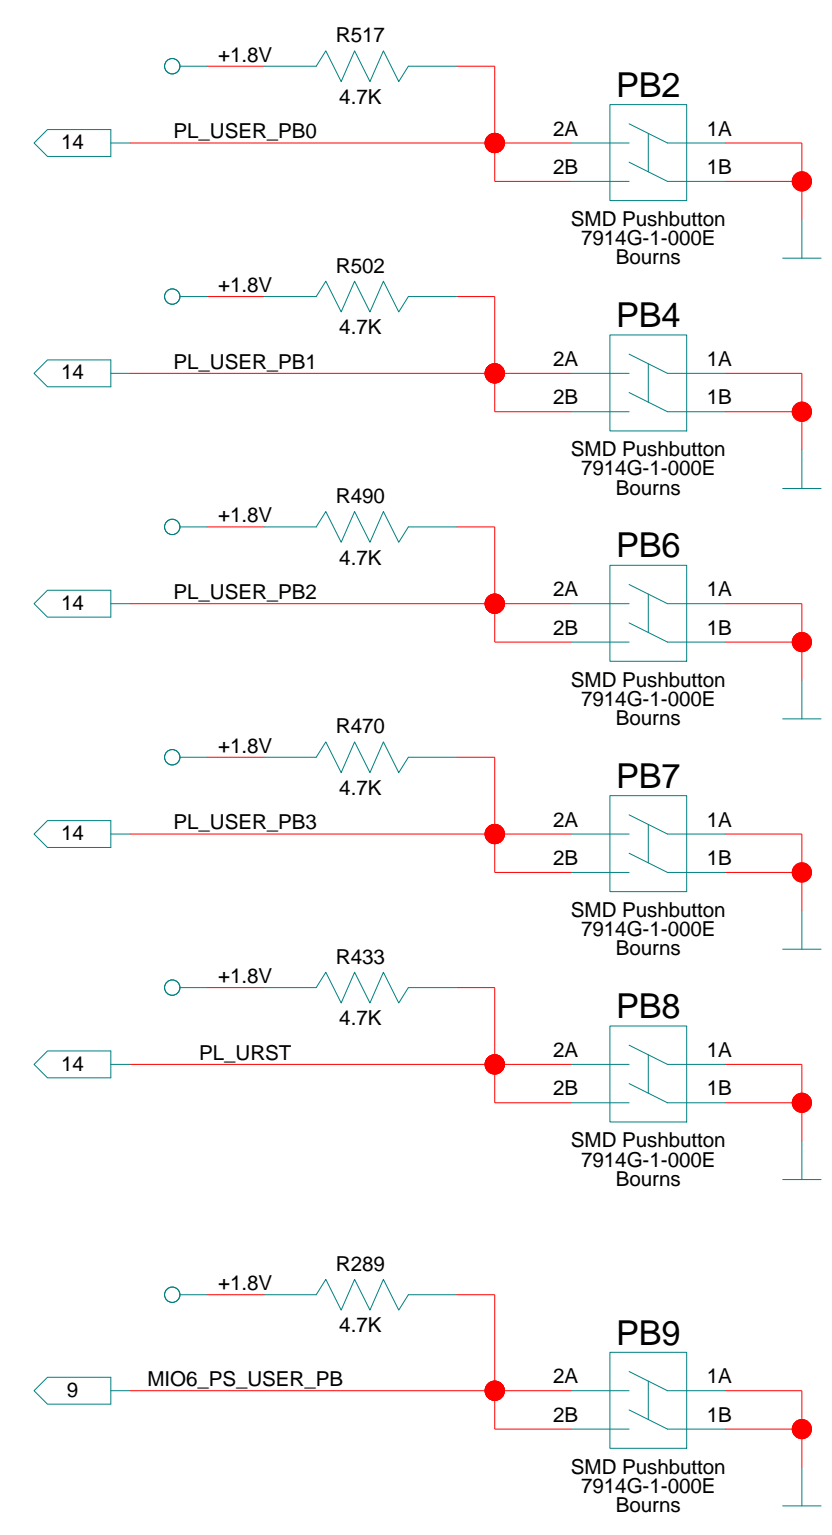 R517
+1.8V
4.7K
PB2
14
PL_USER_PB0
2A
1A
2B
1B
SMD Pushbutton
7914G-1-000E
Bourns
R502
+1.8V
4.7K
PB4
14
PL_USER_PB1
2A
1A
2B
1B
SMD Pushbutton
7914G-1-000E
Bourns
R490
+1.8V
4.7K
PB6
14
PL_USER_PB2
2A
1A
2B
1B
SMD Pushbutton
7914G-1-000E
Bourns
R470
+1.8V
4.7K
PB7
14
PL_USER_PB3
2A
1A
2B
1B
SMD Pushbutton
7914G-1-000E
Bourns
R433
+1.8V
4.7K
PB8
14
PL_URST
2A
1A
2B
1B
SMD Pushbutton
7914G-1-000E
Bourns
R289
+1.8V
4.7K
PB9
9
MIO6_PS_USER_PB
2A
1A
2B
1B
SMD Pushbutton
7914G-1-000E
Bourns